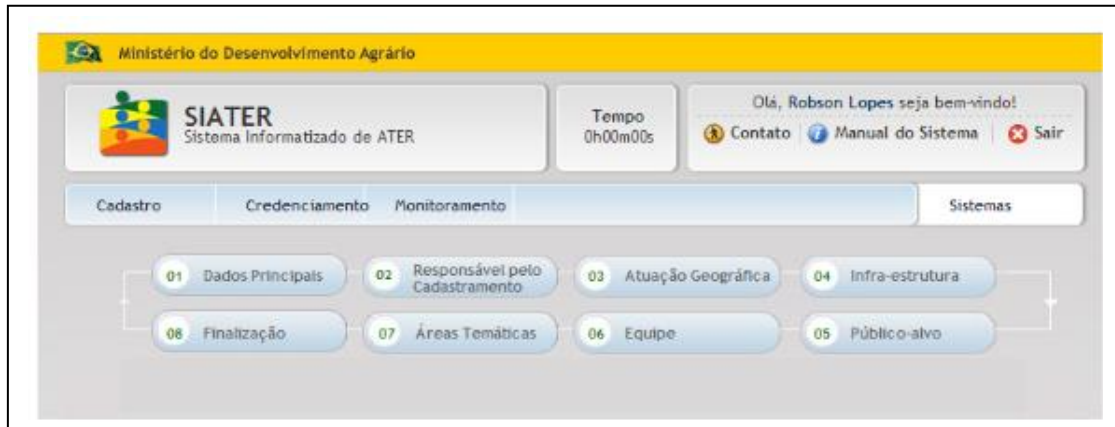 Ministério do Desenvolvimento Agrário
SIATER
Sistema Informatizado de ATER
Tempo
0h00m00s
Olá, Robson Lopes seja bem-vindo!
Contato Manual do Sistema Sair
Cadastro Credenciamento Monitoramento Sistemas
01 Dados Principais
02 Responsável pelo
Cadastramento
03 Atuação Geográfica
04 Infra-estrutura
08 Finalização
07 Áreas Temáticas
06 Equipe
05 Público-alvo